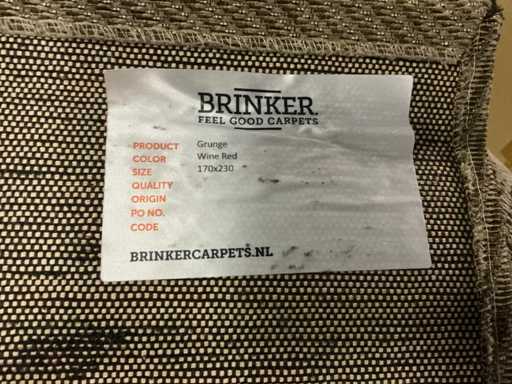 BRINKER.
FEEL GOOD CARPETS
PRODUCT Grunge
COLOR Wine Red
SIZE 170x230
QUALITY
ORIGIN
PO NO.
CODE
BRINKERCARPETS.NL